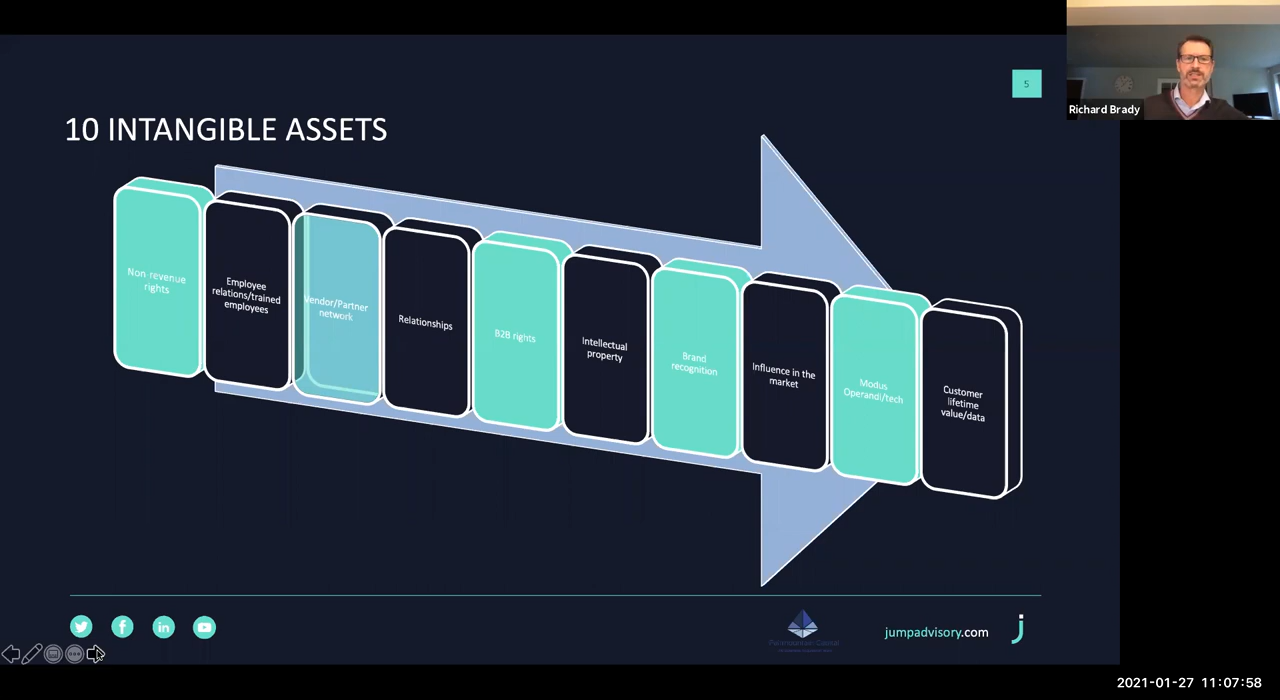 Richard Brady
5
10 INTANGIBLE ASSETS
Non-revenue
rights
Employee
relations/trained
employees
Vendor/Partner
network
Relationships
B2B rights
Intellectual
property
Brand
recognition
Influence in the
market
Modus
Operandi/tech
Customer
lifetime
value/data
jumpadvisory.com
2021-01-27 11:07:58